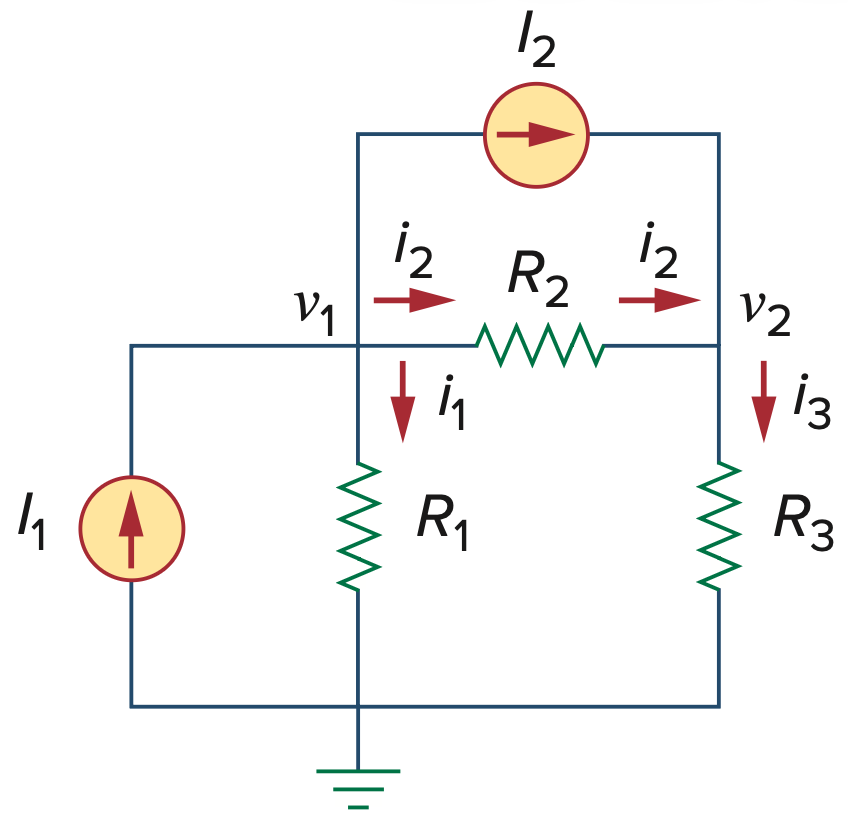 I₂
i₂
R₂
i₂
v₁
v₂
i₁
i₃
I₁
R₁
R₃